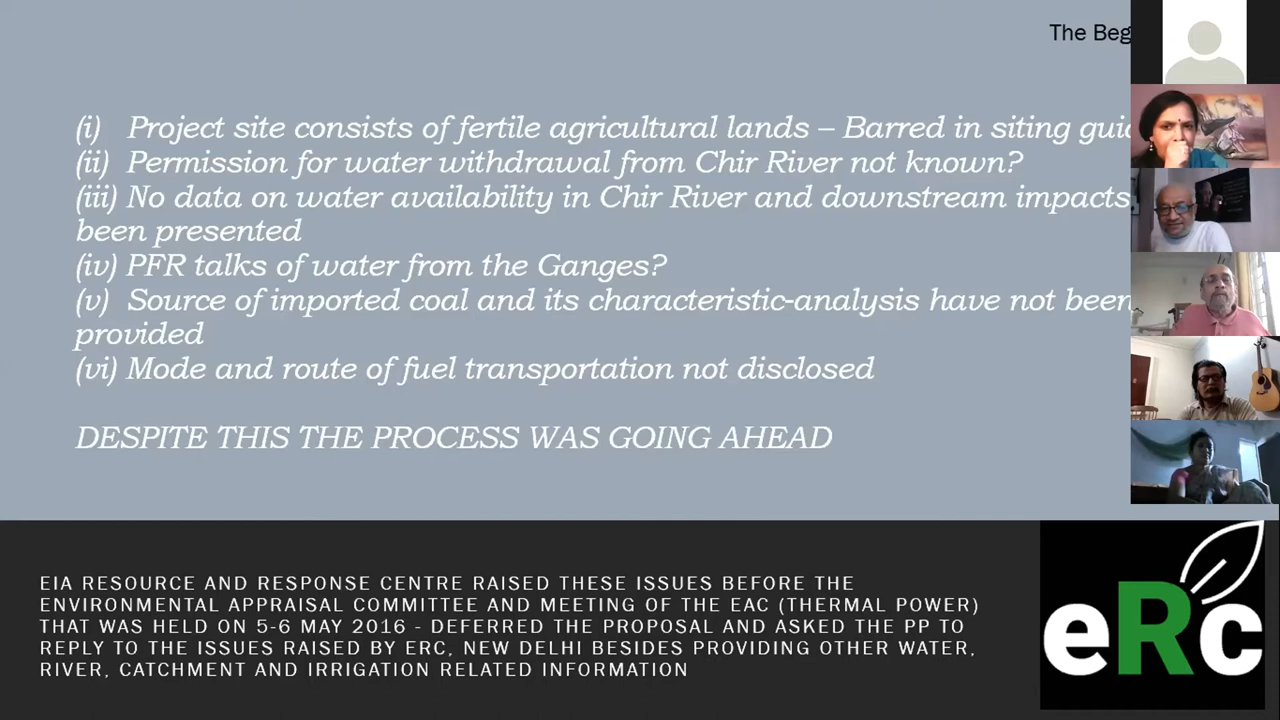 The Beg
(i) Project site consists of fertile agricultural lands – Barred in siting guid
(ii) Permission for water withdrawal from Chir River not known?
(iii) No data on water availability in Chir River and downstream impacts
been presented
(iv) PFR talks of water from the Ganges?
(v) Source of imported coal and its characteristic-analysis have not been
provided
(vi) Mode and route of fuel transportation not disclosed
DESPITE THIS THE PROCESS WAS GOING AHEAD
EIA RESOURCE AND RESPONSE CENTRE RAISED THESE ISSUES BEFORE THE
ENVIRONMENTAL APPRAISAL COMMITTEE AND MEETING OF THE EAC (THERMAL POWER)
THAT WAS HELD ON 5-6 MAY 2016 - DEFERRED THE PROPOSAL AND ASKED THE PP TO
REPLY TO THE ISSUES RAISED BY ERC, NEW DELHI BESIDES PROVIDING OTHER WATER,
RIVER, CATCHMENT AND IRRIGATION RELATED INFORMATION
eRc